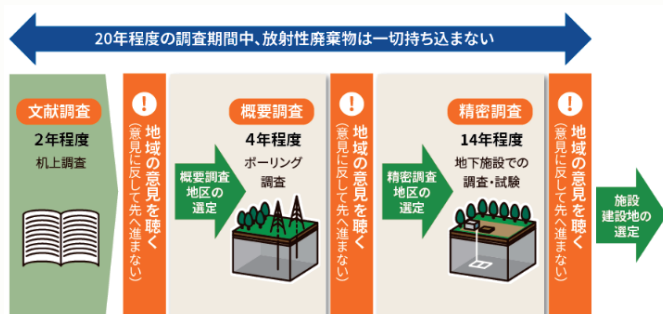 20年程度の調査期間中、放射性廃棄物は一切持ち込まない
文献調査
2年程度
机上調査
!
地域の意見を聴く
(意見に反して先へ進まない)
概要調査
地区の
選定
概要調査
4年程度
ボーリング
調査
!
地域の意見を聴く
(意見に反して先へ進まない)
精密調査
地区の
選定
精密調査
14年程度
地下施設での
調査・試験
!
地域の意見を聴く
(意見に反して先へ進まない)
施設
建設地の
選定